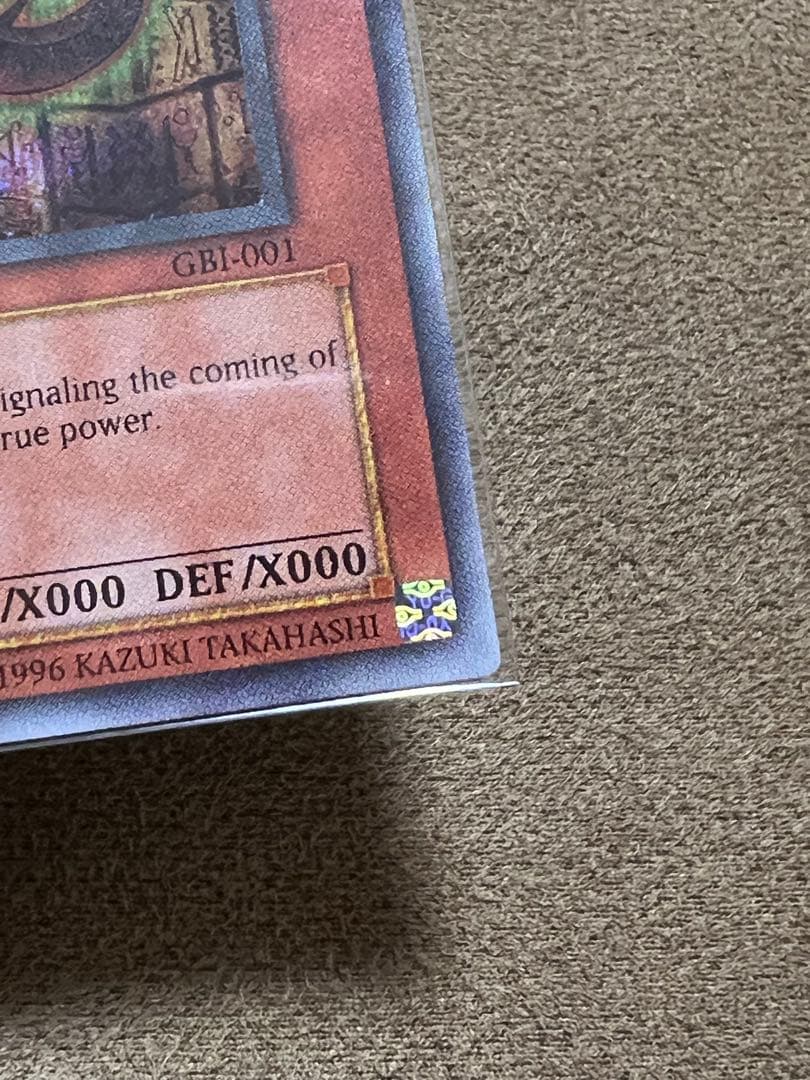 GBI-001
ignaling the coming of
rue power.
/X000 DEF/X000
1996 KAZUKI TAKAHASHI